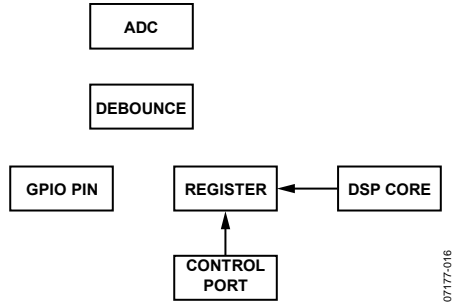 ADC
DEBOUNCE
GPIO PIN
REGISTER
DSP CORE
CONTROL
PORT
07177-016